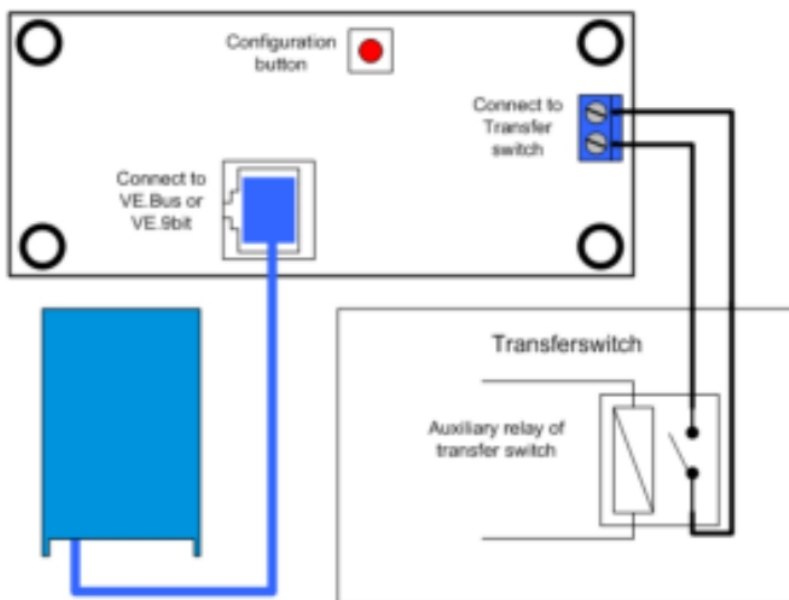 Configuration
button
Connect to
Transfer
switch
Connect to
VE.Bus or
VE.9bit
Transferswitch
Auxiliary relay of
transfer switch